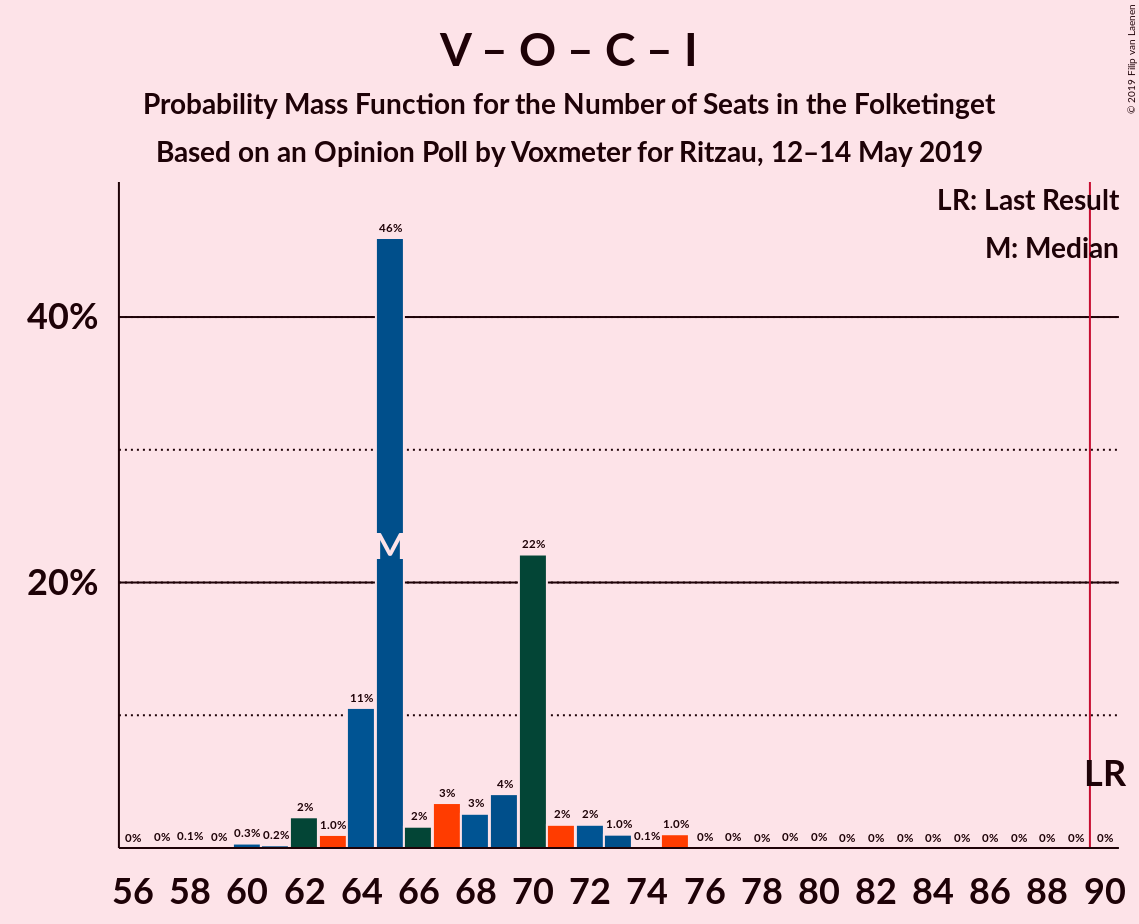 V – O – C – I
Probability Mass Function for the Number of Seats in the Folketinget
Based on an Opinion Poll by Voxmeter for Ritzau, 12–14 May 2019
© 2019 Filip van Laenen
LR: Last Result
M: Median
40%
20%
0% 0% 0.1% 0% 0.3% 0.2% 2% 1.0% 11% 46% 2% 3% 3% 4% 22% 2% 2% 1.0% 0.1% 1.0% 0% 0% 0% 0% 0% 0% 0% 0% 0% 0% 0% 0% 0% 0% 0%
M
LR
56 58 60 62 64 66 68 70 72 74 76 78 80 82 84 86 88 90